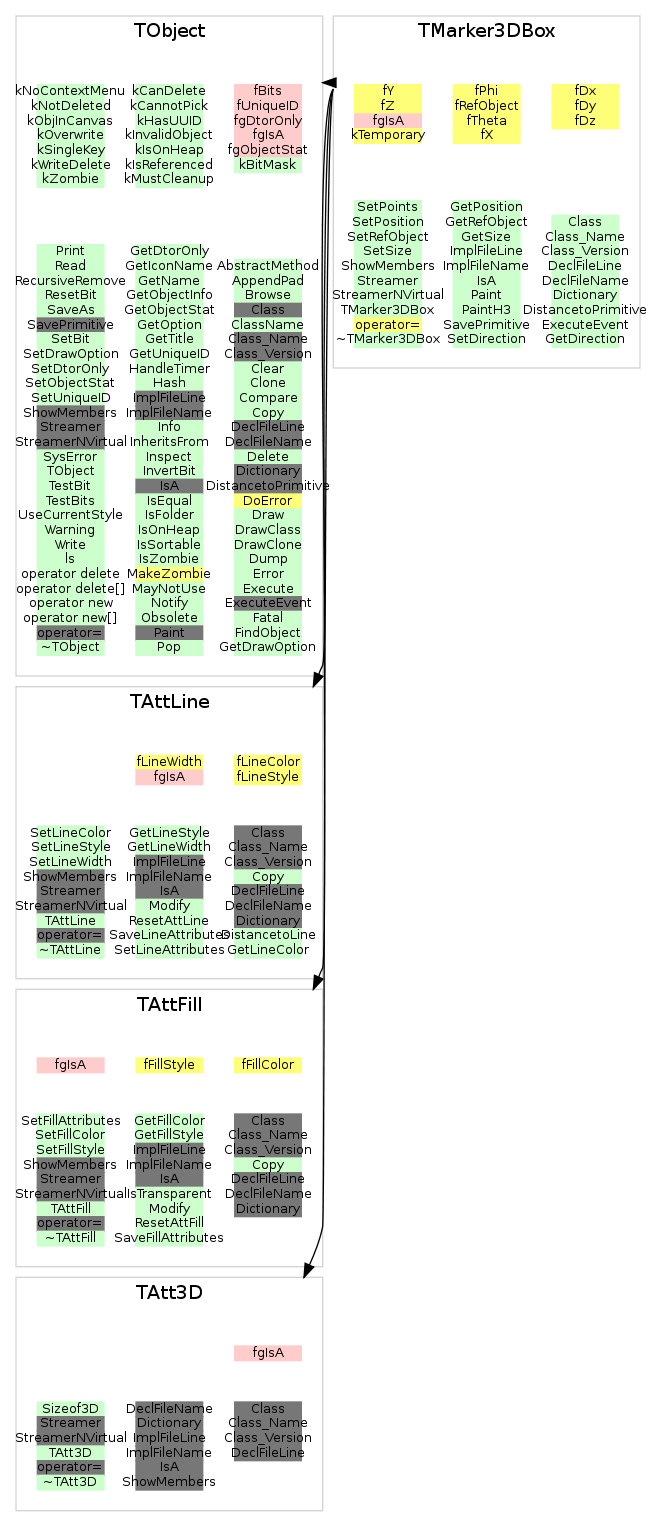 TObject
kNoContextMenu kCanDelete fBits
kNotDeleted kCannotPick fUniqueID
kObjInCanvas kHasUUID fgDtorOnly
kOverwrite kInvalidObject fgIsA
kSingleKey kIsOnHeap fgObjectStat
kWriteDelete kIsReferenced kBitMask
kZombie kMustCleanup
Print GetDtorOnly
Read GetIconName AbstractMethod
RecursiveRemove GetName AppendPad
ResetBit GetObjectInfo Browse
SaveAs GetObjectStat Class
SavePrimitive GetOption ClassName
SetBit GetTitle Class_Name
SetDrawOption GetUniqueID Class_Version
SetDtorOnly HandleTimer Clear
SetObjectStat Hash Clone
SetUniqueID ImplFileLine Compare
ShowMembers ImplFileName Copy
Streamer Info DeclFileLine
StreamerNVirtual InheritsFrom DeclFileName
SysError Inspect Delete
TObject InvertBit Dictionary
TestBit IsA DistancetoPrimitive
TestBits IsEqual DoError
UseCurrentStyle IsFolder Draw
Warning IsOnHeap DrawClass
Write IsSortable DrawClone
ls IsZombie Dump
operator delete MakeZombie Error
operator delete[] MayNotUse Execute
operator new Notify ExecuteEvent
operator new[] Obsolete Fatal
operator= Paint FindObject
~TObject Pop GetDrawOption
TMarker3DBox
fY fPhi fDx
fZ fRefObject fDy
fgIsA fTheta fDz
kTemporary fX
SetPoints GetPosition
SetPosition GetRefObject Class
SetRefObject GetSize Class_Name
SetSize ImplFileLine Class_Version
ShowMembers ImplFileName DeclFileLine
Streamer IsA DeclFileName
StreamerNVirtual Paint Dictionary
TMarker3DBox PaintH3 DistancetoPrimitive
operator= SavePrimitive ExecuteEvent
~TMarker3DBox SetDirection GetDirection
TAttLine
fLineWidth fLineColor
fgIsA fLineStyle
SetLineColor GetLineStyle Class
SetLineStyle GetLineWidth Class_Name
SetLineWidth ImplFileLine Class_Version
ShowMembers ImplFileName Copy
Streamer IsA DeclFileLine
StreamerNVirtual Modify DeclFileName
TAttLine ResetAttLine Dictionary
operator= SaveLineAttributes DistancetoLine
~TAttLine SetLineAttributes GetLineColor
TAttFill
fgIsA fFillStyle fFillColor
SetFillAttributes GetFillColor Class
SetFillColor GetFillStyle Class_Name
SetFillStyle ImplFileLine Class_Version
ShowMembers ImplFileName Copy
Streamer IsA DeclFileLine
StreamerNVirtual IsTransparent DeclFileName
TAttFill Modify Dictionary
operator= ResetAttFill
~TAttFill SaveFillAttributes
TAtt3D
fgIsA
Sizeof3D DeclFileName Class
Streamer Dictionary Class_Name
StreamerNVirtual ImplFileLine Class_Version
TAtt3D ImplFileName DeclFileLine
operator= IsA
~TAtt3D ShowMembers